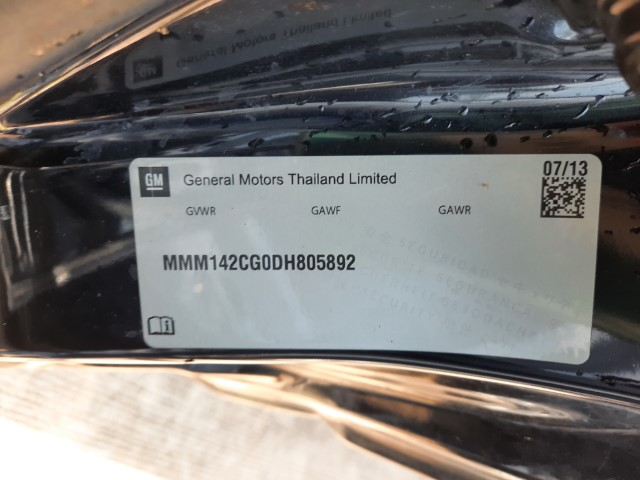 GM General Motors Thailand Limited 07/13
GVWR GAWF GAWR
MMM142CG0DH805892